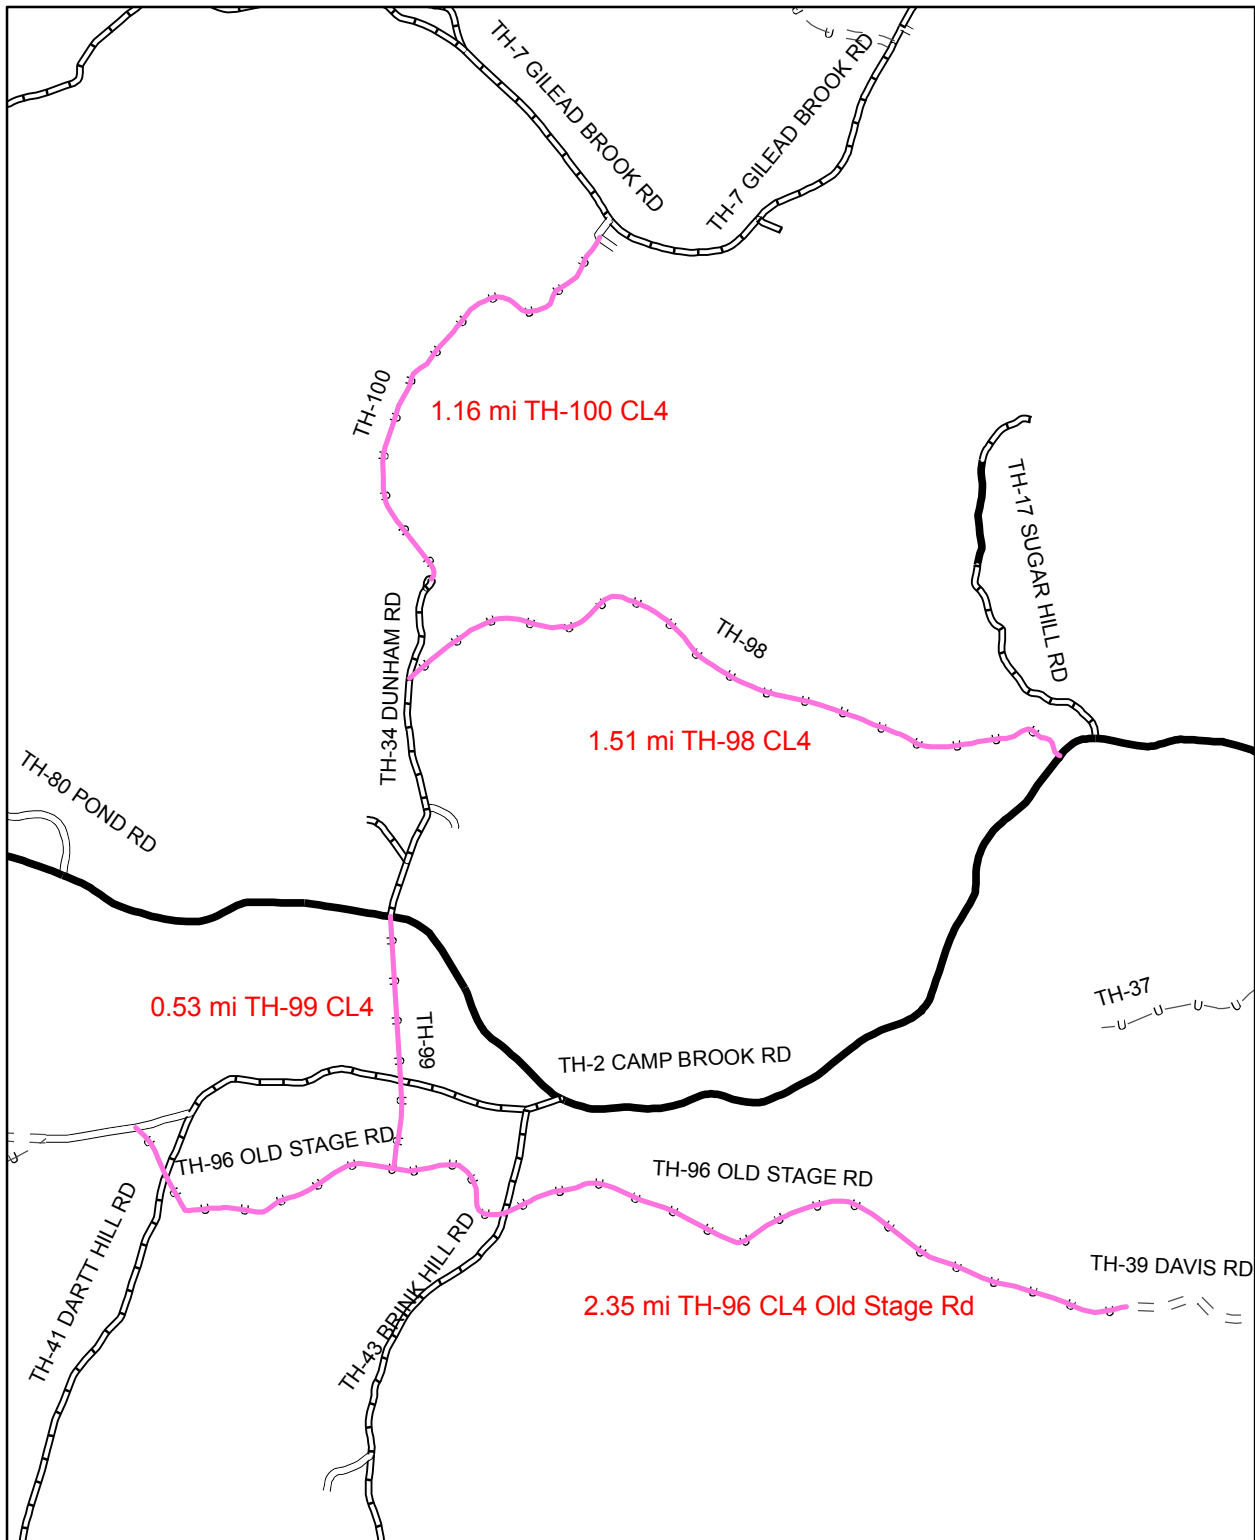 TH-7 GILEAD BROOK RD
TH-7 GILEAD BROOK RD
TH-100
1.16 mi TH-100 CL4
TH-17 SUGAR HILL RD
TH-34 DUNHAM RD
TH-98
1.51 mi TH-98 CL4
TH-80 POND RD
0.53 mi TH-99 CL4
TH-99
TH-37
TH-2 CAMP BROOK RD
TH-96 OLD STAGE RD
TH-96 OLD STAGE RD
TH-41 DARTT HILL RD
TH-43 BRINK HILL RD
TH-39 DAVIS RD
2.35 mi TH-96 CL4 Old Stage Rd